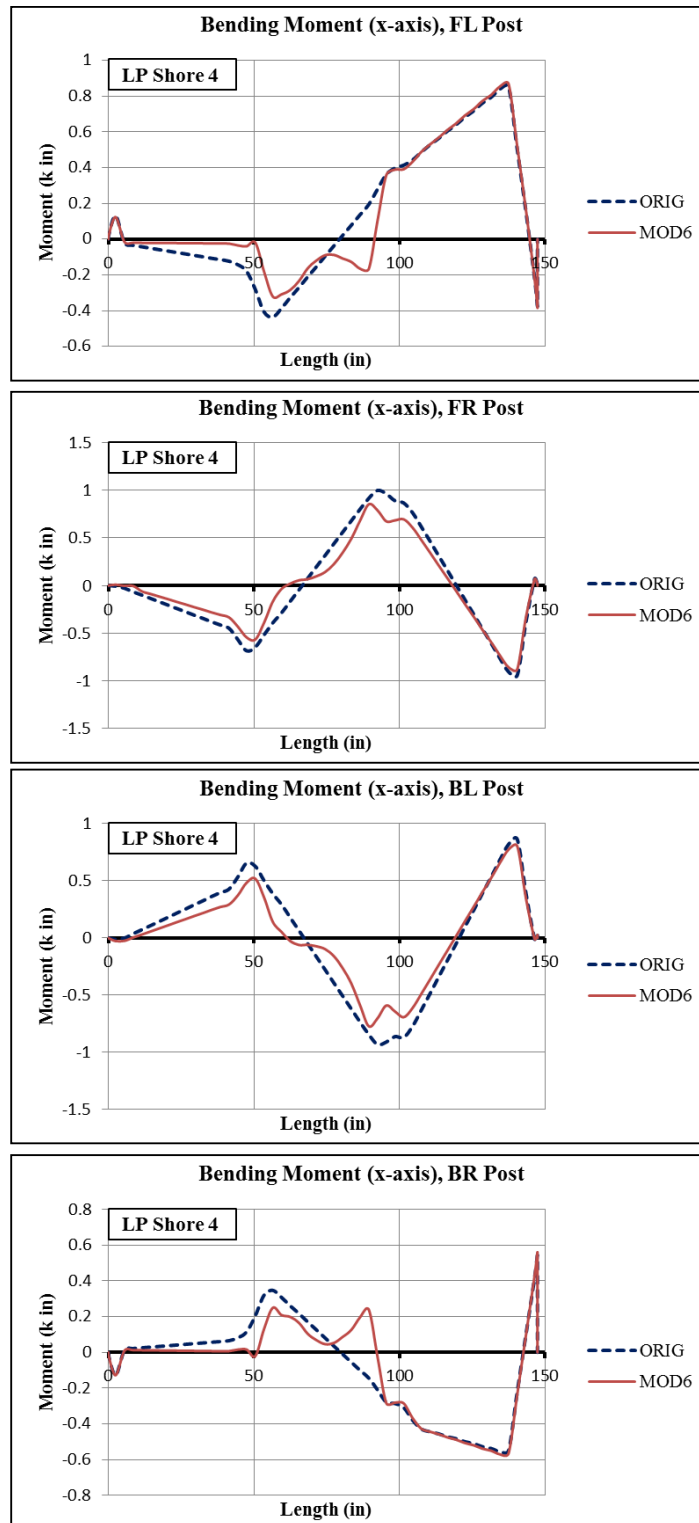 Bending Moment (x-axis), FL Post
LP Shore 4
Moment (k in)
1
0.8
0.6
0.4
0.2
0
-0.2
-0.4
-0.6
0
50
100
150
Length (in)
ORIG
MOD6
Bending Moment (x-axis), FR Post
LP Shore 4
Moment (k in)
1.5
1
0.5
0
-0.5
-1
-1.5
0
50
100
150
Length (in)
ORIG
MOD6
Bending Moment (x-axis), BL Post
LP Shore 4
Moment (k in)
1
0.5
0
-0.5
-1
-1.5
0
50
100
150
Length (in)
ORIG
MOD6
Bending Moment (x-axis), BR Post
LP Shore 4
Moment (k in)
0.8
0.6
0.4
0.2
0
-0.2
-0.4
-0.6
-0.8
0
50
100
150
Length (in)
ORIG
MOD6